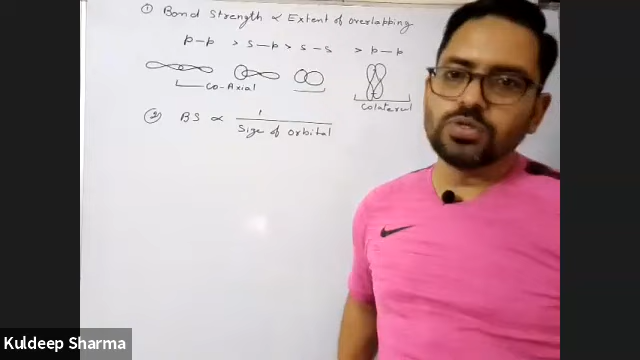 ① Bond Strength ∝ Extent of overlapping
p-p > s-p > s-s > p-p
co-Axial
Colateral
② BS ∝ 1
Size of orbital
Kuldeep Sharma